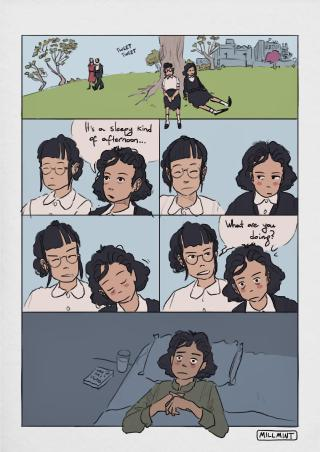 TWEET
TWEET
It's a sleepy kind
of afternoon...
What are you
doing?
MILLMINT